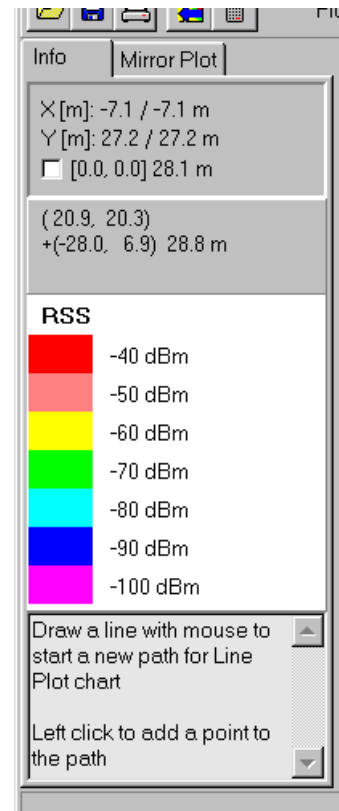 Info
Mirror Plot
X [m]: -7.1 / -7.1 m
Y [m]: 27.2 / 27.2 m
[0.0, 0.0] 28.1 m
( 20.9, 20.3)
+(-28.0, 6.9) 28.8 m
RSS
-40 dBm
-50 dBm
-60 dBm
-70 dBm
-80 dBm
-90 dBm
-100 dBm
Draw a line with mouse to
start a new path for Line
Plot chart
Left click to add a point to
the path